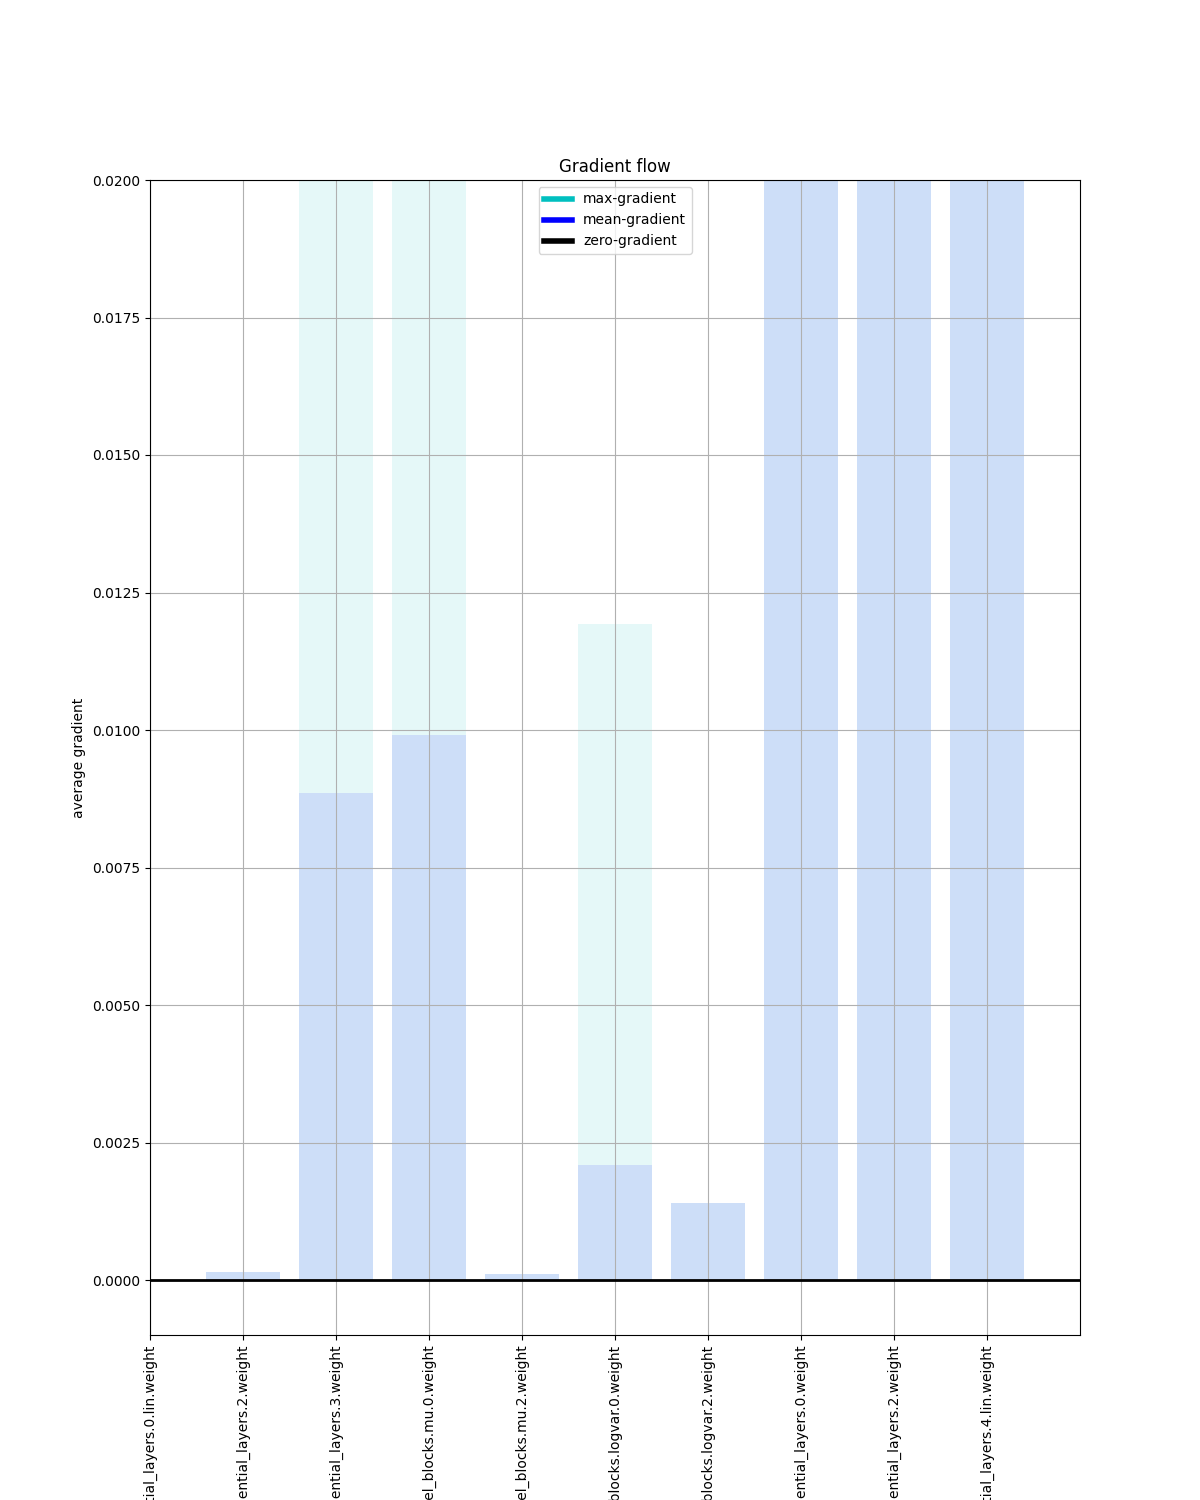 Gradient flow
max-gradient
mean-gradient
zero-gradient
0.0200
0.0175
0.0150
0.0125
0.0100
0.0075
0.0050
0.0025
0.0000
average gradient
tial_layers.0.lin.weight
ential_layers.2.weight
ential_layers.3.weight
el_blocks.mu.0.weight
el_blocks.mu.2.weight
blocks.logvar.0.weight
blocks.logvar.2.weight
ential_layers.0.weight
ential_layers.2.weight
tial_layers.4.lin.weight